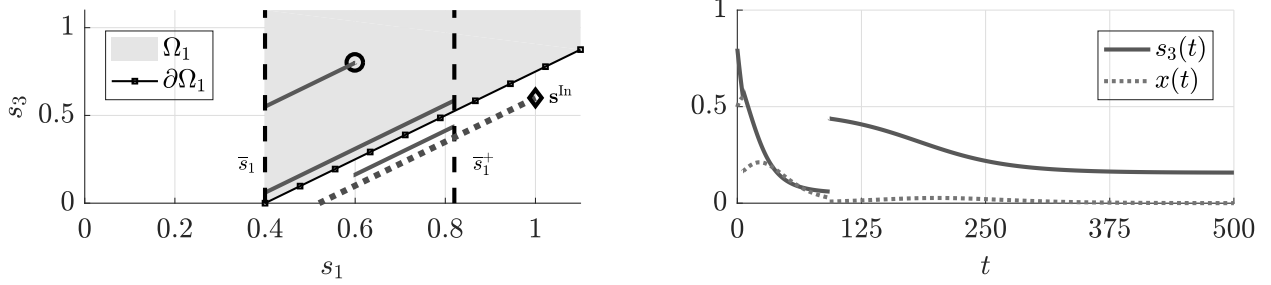 1
0.5
0
s₃
Ω₁
∂Ω₁
s̅₁
s̅₁⁺
sᴵⁿ
0 0.2 0.4 0.6 0.8 1
s₁
1
0.5
0
s₃(t)
x(t)
0 125 250 375 500
t